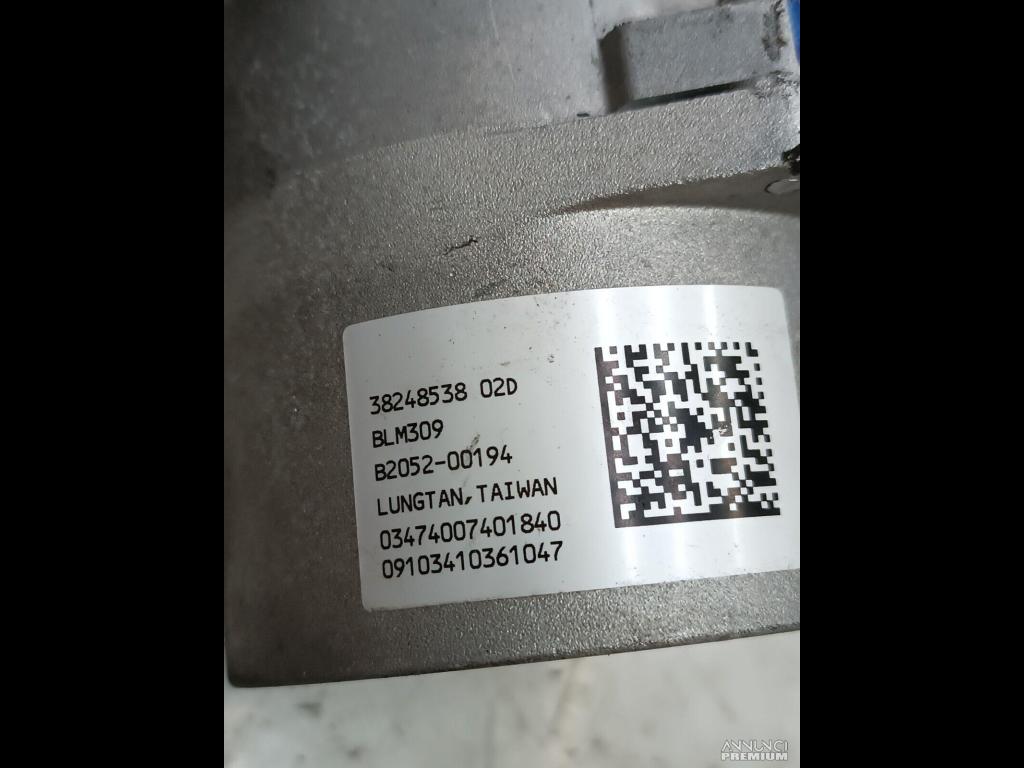 38248538 02D
BLM309
B2052-00194
LUNGTAN,TAIWAN
03474007401840
09103410361047
ANNUNCI
PREMIUM